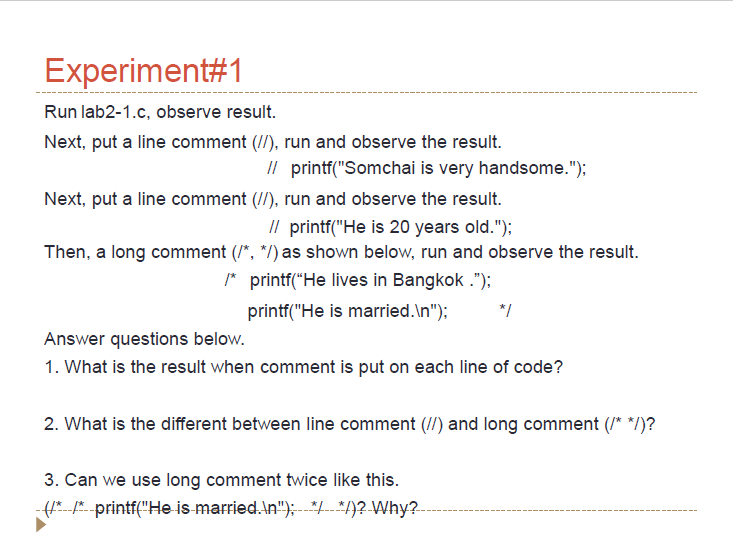 Experiment#1
Run lab2-1.c, observe result.
Next, put a line comment (//), run and observe the result.
// printf("Somchai is very handsome.");
Next, put a line comment (//), run and observe the result.
// printf("He is 20 years old.");
Then, a long comment (/*, */) as shown below, run and observe the result.
/* printf(“He lives in Bangkok .”);
printf("He is married.\n"); */
Answer questions below.
1. What is the result when comment is put on each line of code?
2. What is the different between line comment (//) and long comment (/* */)?
3. Can we use long comment twice like this.
(/* /* printf("He is married.\n"); */ */)? Why?